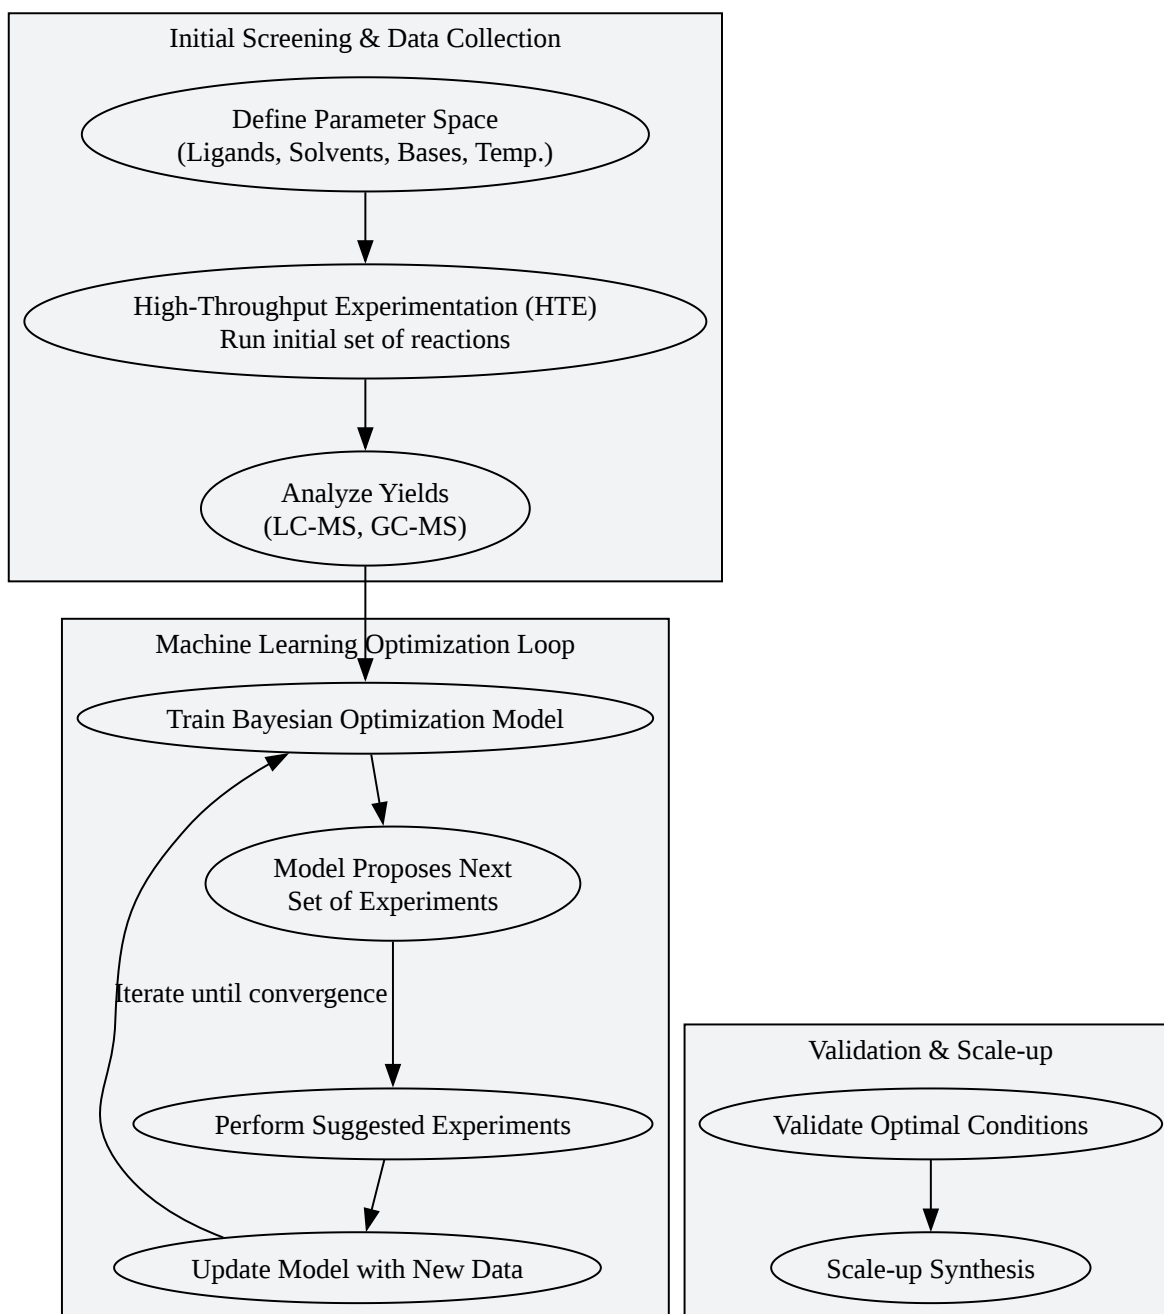 Initial Screening & Data Collection
Define Parameter Space
(Ligands, Solvents, Bases, Temp.)
High-Throughput Experimentation (HTE)
Run initial set of reactions
Analyze Yields
(LC-MS, GC-MS)
Machine Learning Optimization Loop
Train Bayesian Optimization Model
Model Proposes Next
Set of Experiments
Iterate until convergence
Perform Suggested Experiments
Update Model with New Data
Validation & Scale-up
Validate Optimal Conditions
Scale-up Synthesis